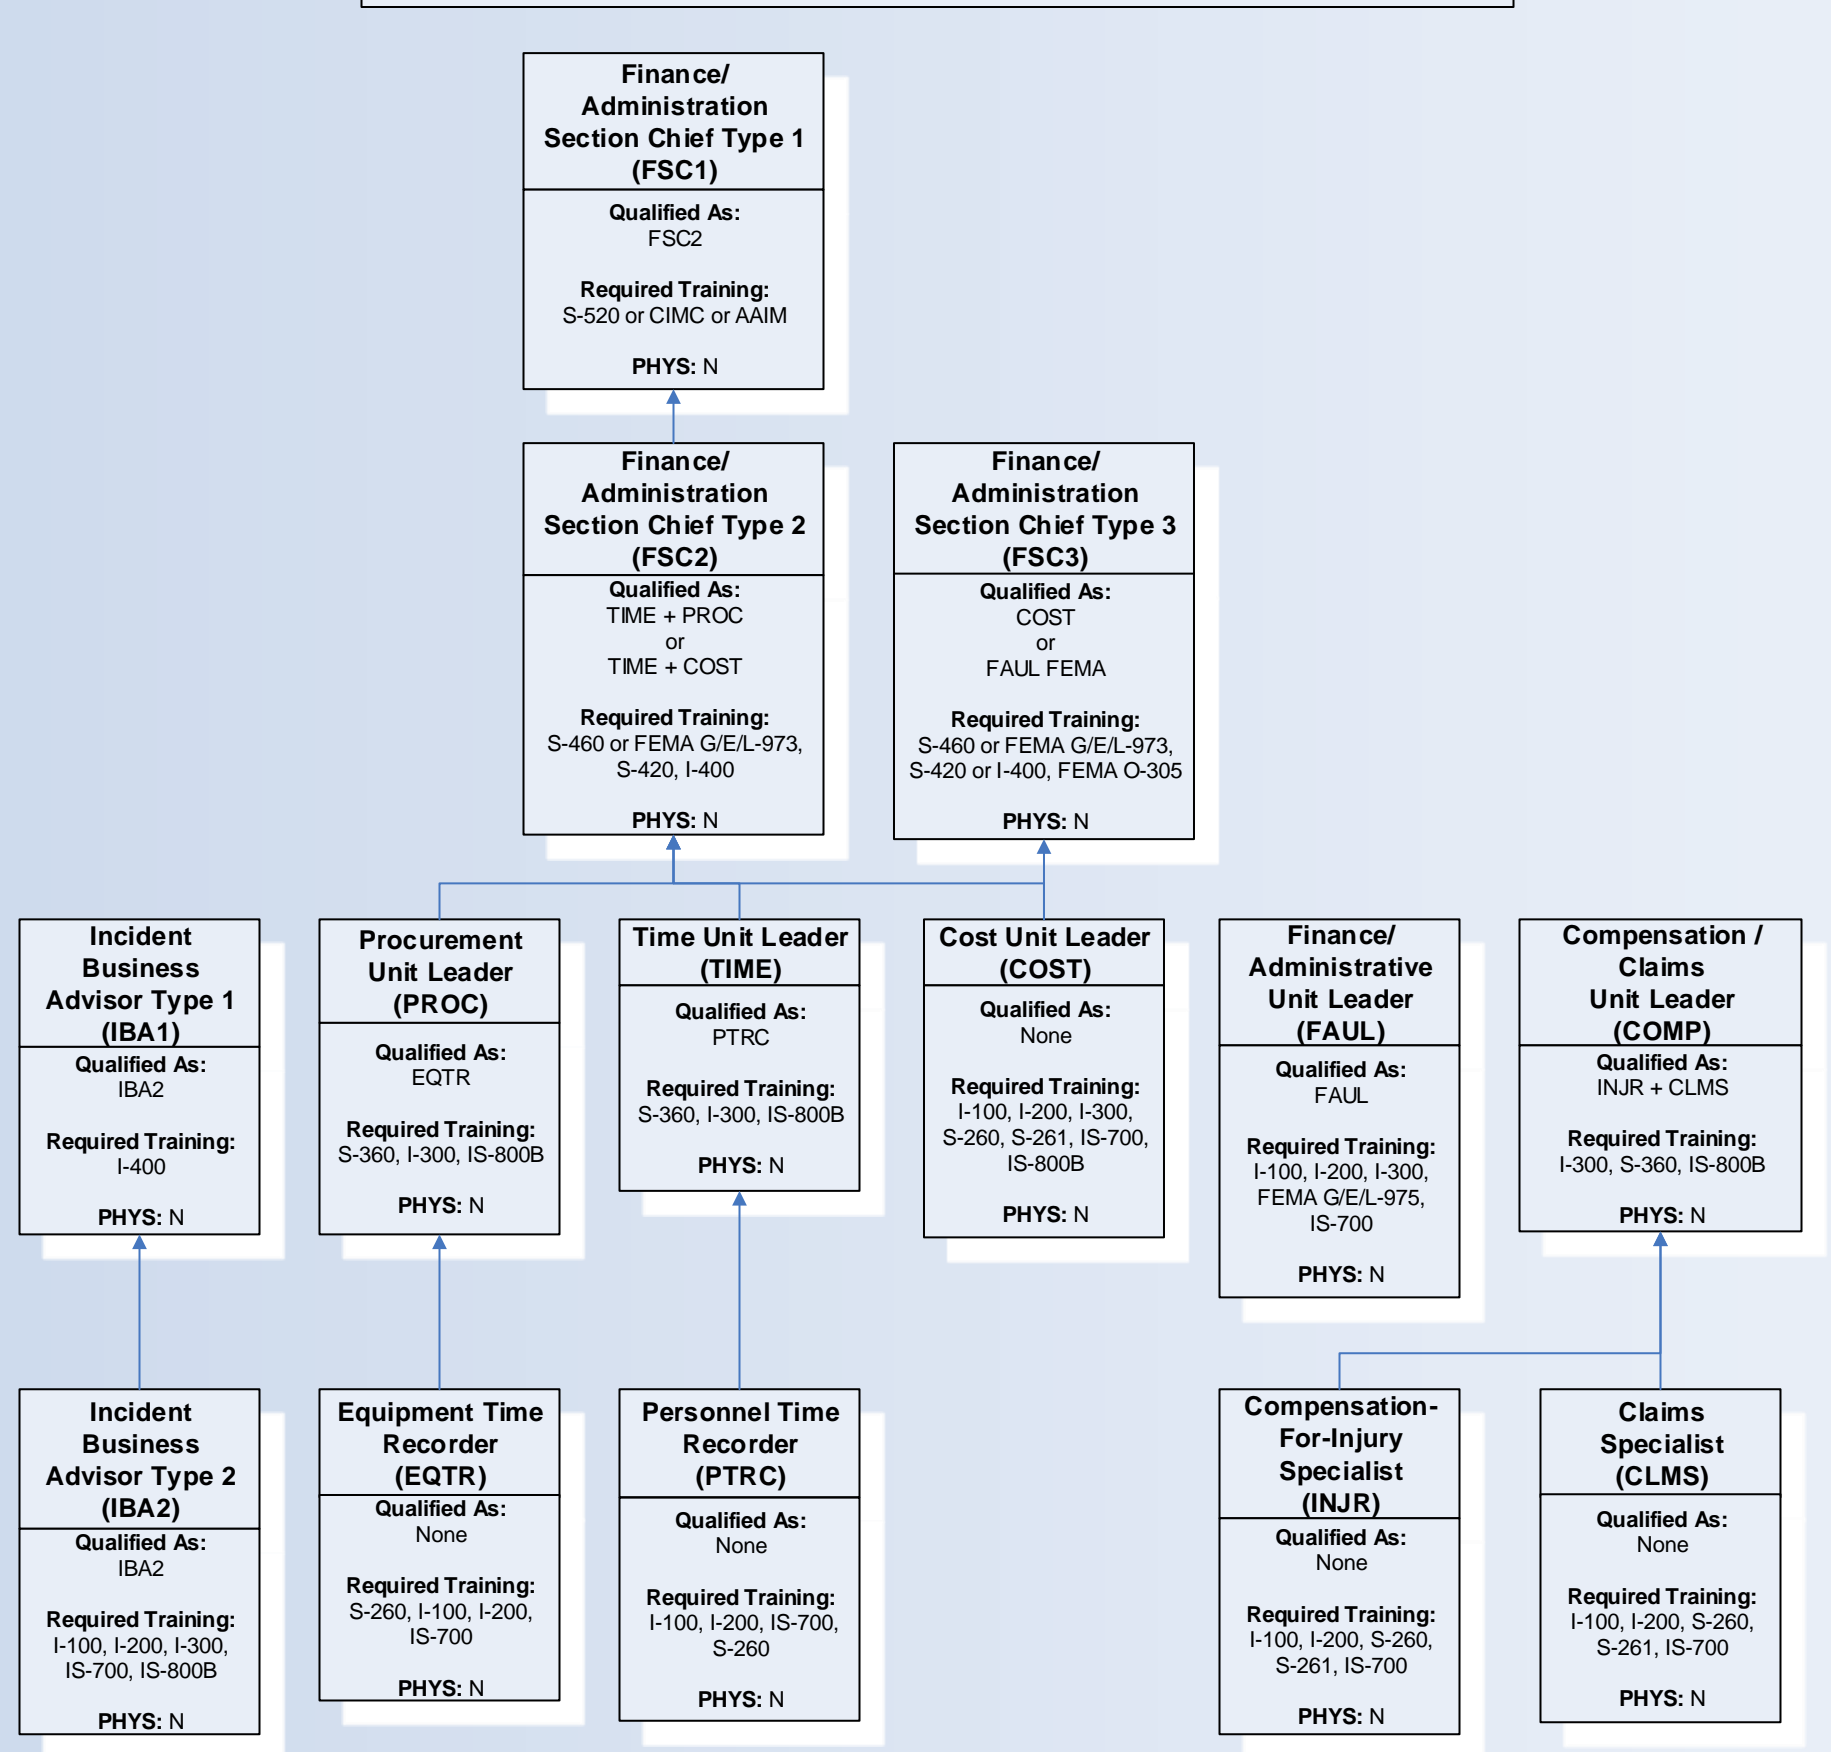 Finance/
Administration
Section Chief Type 1
(FSC1)
Qualified As:
FSC2
Required Training:
S-520 or CIMC or AAIM
PHYS: N
Finance/
Administration
Section Chief Type 2
(FSC2)
Qualified As:
TIME + PROC
or
TIME + COST
Required Training:
S-460 or FEMA G/E/L-973,
S-420, I-400
PHYS: N
Finance/
Administration
Section Chief Type 3
(FSC3)
Qualified As:
COST
or
FAUL FEMA
Required Training:
S-460 or FEMA G/E/L-973,
S-420 or I-400, FEMA O-305
PHYS: N
Incident
Business
Advisor Type 1
(IBA1)
Qualified As:
IBA2
Required Training:
I-400
PHYS: N
Procurement
Unit Leader
(PROC)
Qualified As:
EQTR
Required Training:
S-360, I-300, IS-800B
PHYS: N
Time Unit Leader
(TIME)
Qualified As:
PTRC
Required Training:
S-360, I-300, IS-800B
PHYS: N
Cost Unit Leader
(COST)
Qualified As:
None
Required Training:
I-100, I-200, I-300,
S-260, S-261, IS-700,
IS-800B
PHYS: N
Finance/
Administrative
Unit Leader
(FAUL)
Qualified As:
FAUL
Required Training:
I-100, I-200, I-300,
FEMA G/E/L-975,
IS-700
PHYS: N
Compensation /
Claims
Unit Leader
(COMP)
Qualified As:
INJR + CLMS
Required Training:
I-300, S-360, IS-800B
PHYS: N
Incident
Business
Advisor Type 2
(IBA2)
Qualified As:
IBA2
Required Training:
I-100, I-200, I-300,
IS-700, IS-800B
PHYS: N
Equipment Time
Recorder
(EQTR)
Qualified As:
None
Required Training:
S-260, I-100, I-200,
IS-700
PHYS: N
Personnel Time
Recorder
(PTRC)
Qualified As:
None
Required Training:
I-100, I-200, IS-700,
S-260
PHYS: N
Compensation-
For-Injury
Specialist
(INJR)
Qualified As:
None
Required Training:
I-100, I-200, S-260,
S-261, IS-700
PHYS: N
Claims
Specialist
(CLMS)
Qualified As:
None
Required Training:
I-100, I-200, S-260,
S-261, IS-700
PHYS: N